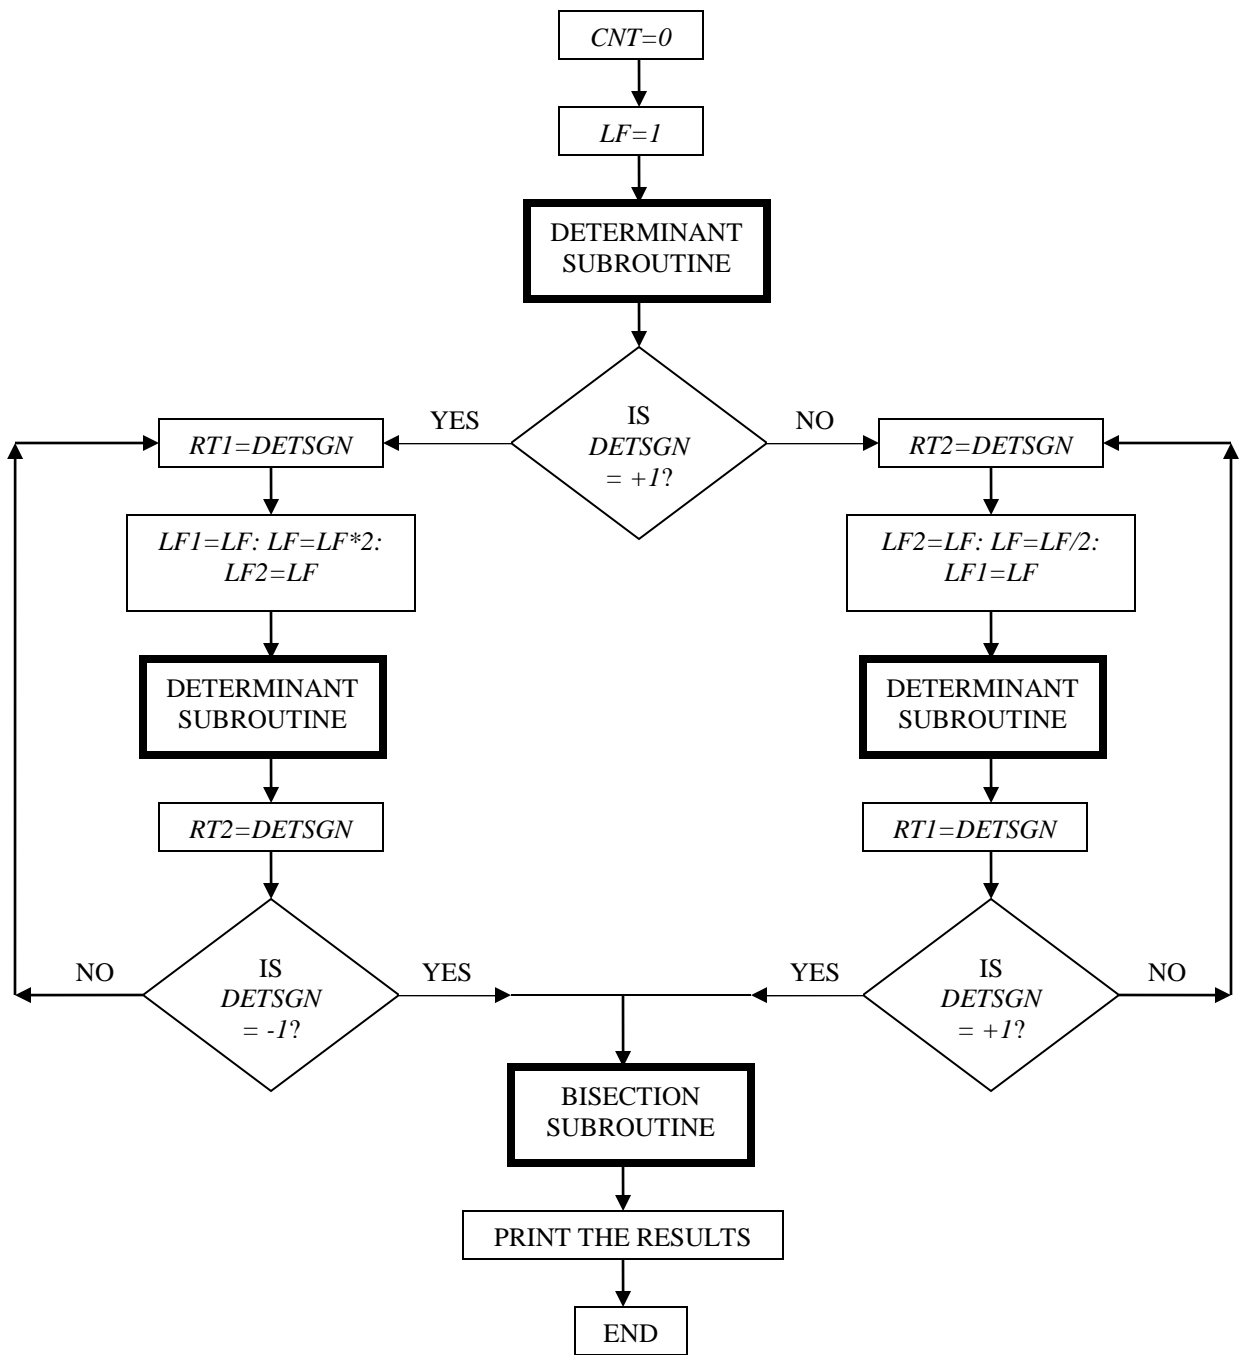 CNT=0
LF=1
DETERMINANT
SUBROUTINE
IS
DETSGN
= +1?
YES
NO
RT1=DETSGN
LF1=LF: LF=LF*2:
LF2=LF
DETERMINANT
SUBROUTINE
RT2=DETSGN
IS
DETSGN
= -1?
NO
YES
RT2=DETSGN
LF2=LF: LF=LF/2:
LF1=LF
DETERMINANT
SUBROUTINE
RT1=DETSGN
IS
DETSGN
= +1?
YES
NO
BISECTION
SUBROUTINE
PRINT THE RESULTS
END